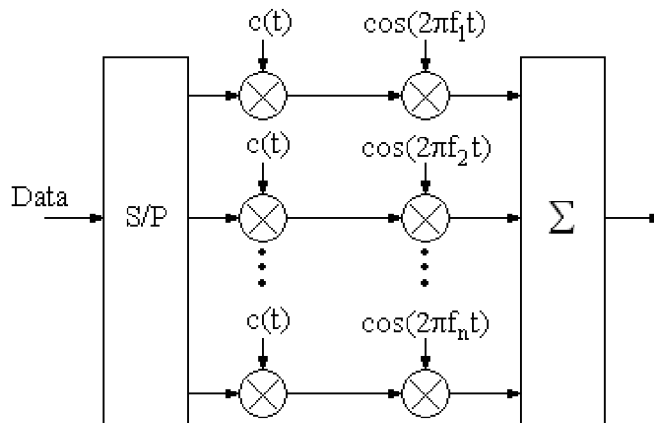 c(t) cos(2πf₁t)
c(t) cos(2πf₂t)
Data
S/P
Σ
c(t) cos(2πfₙt)